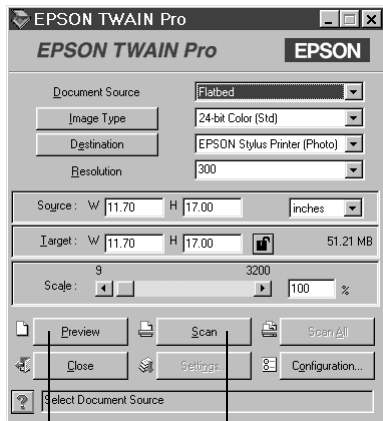 EPSON TWAIN Pro
EPSON TWAIN Pro EPSON
Document Source Flatbed
Image Type 24-bit Color (Std)
Destination EPSON Stylus Printer (Photo)
Resolution 300
Source: W 11.70 H 17.00 inches
Target: W 11.70 H 17.00 51.21 MB
9 3200
Scale: 100 %
Preview Scan Scan All
Close Settings... Configuration...
? Select Document Source